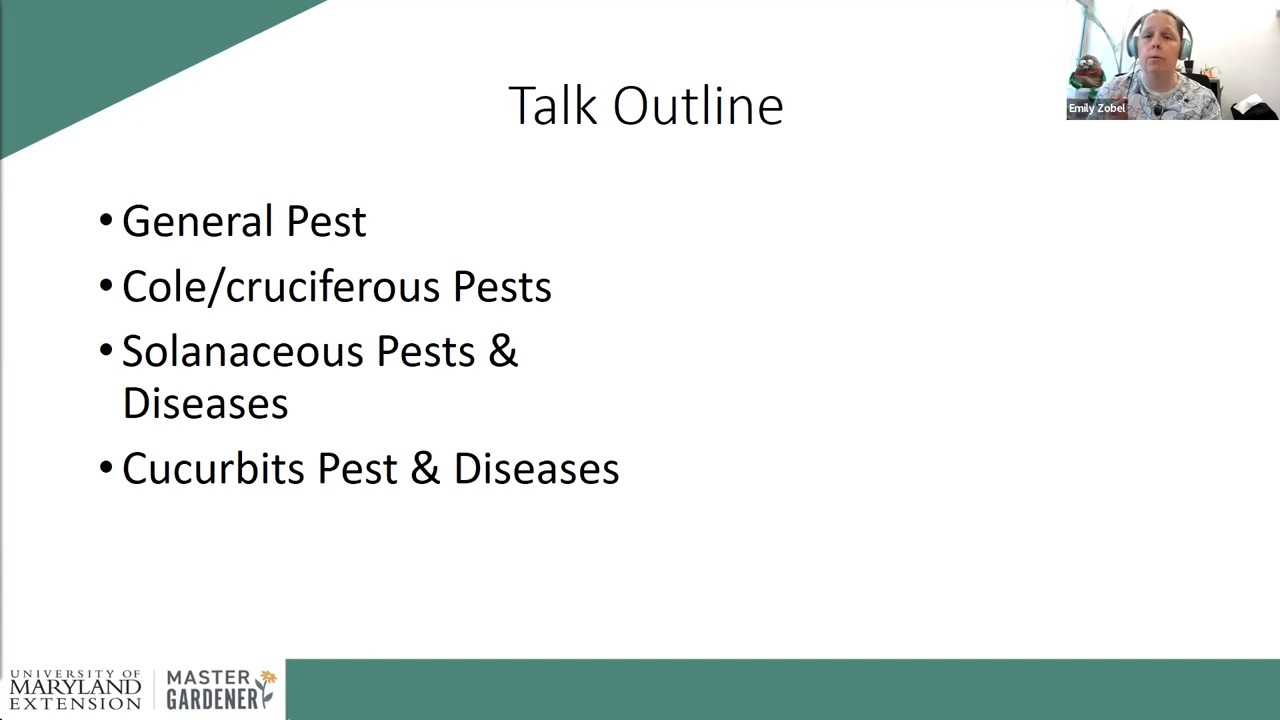 Talk Outline
Emily Zobel
• General Pest
• Cole/cruciferous Pests
• Solanaceous Pests &
Diseases
• Cucurbits Pest & Diseases
UNIVERSITY OF
MARYLAND
EXTENSION
MASTER
GARDENER